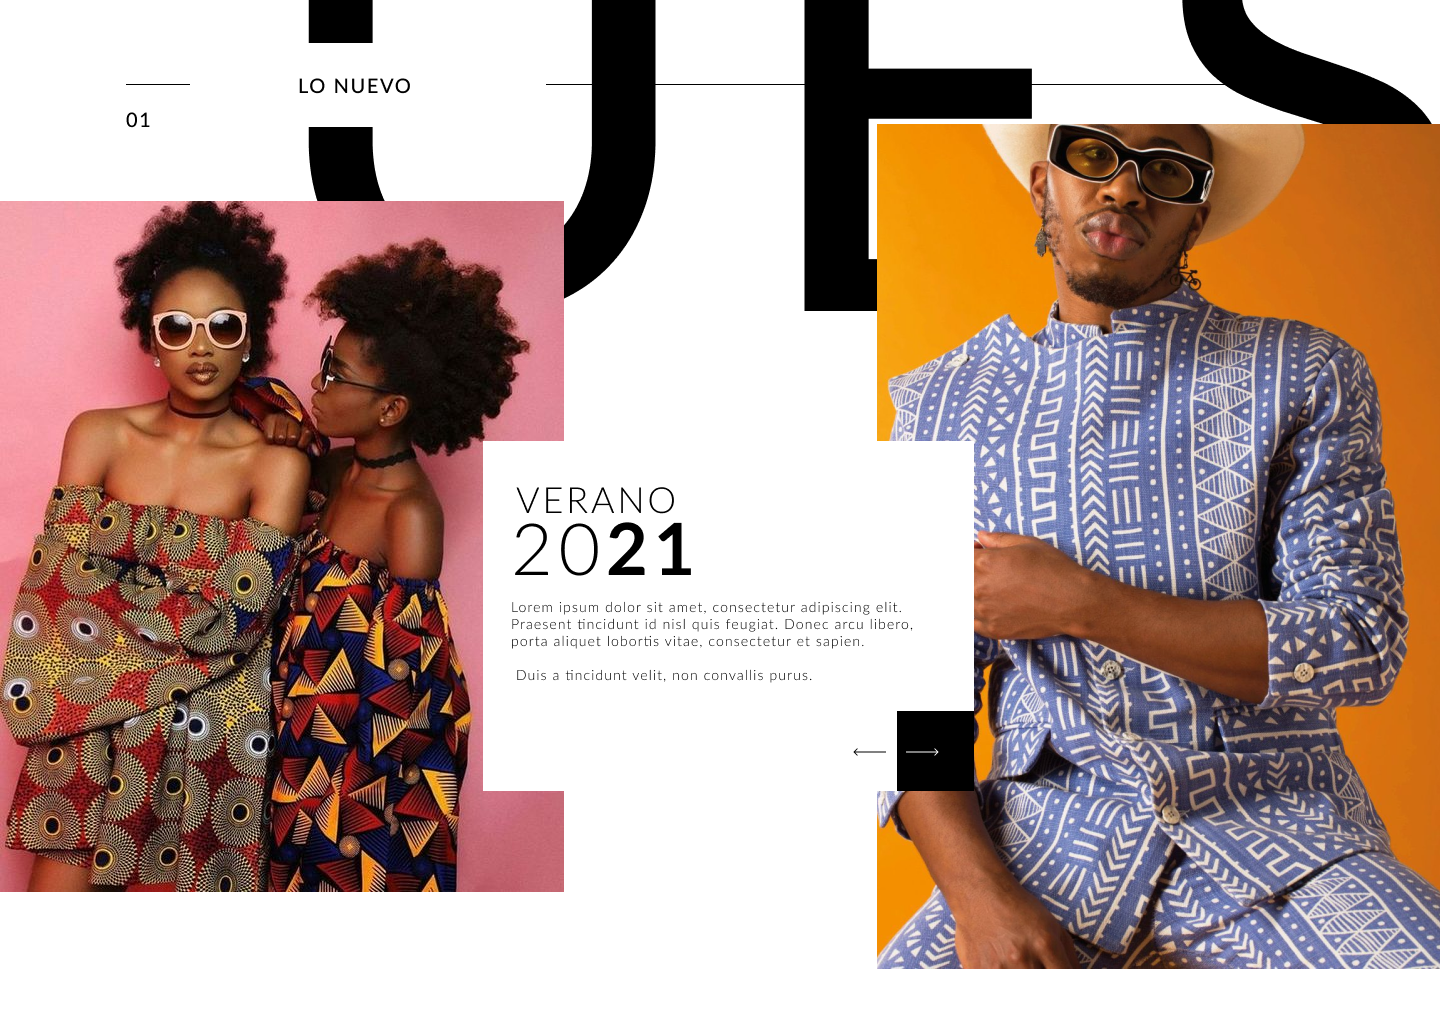 UES
LO NUEVO
01
VERANO
2021
Lorem ipsum dolor sit amet, consectetur adipiscing elit.
Praesent tincidunt id nisl quis feugiat. Donec arcu libero,
porta aliquet lobortis vitae, consectetur et sapien.
Duis a tincidunt velit, non convallis purus.